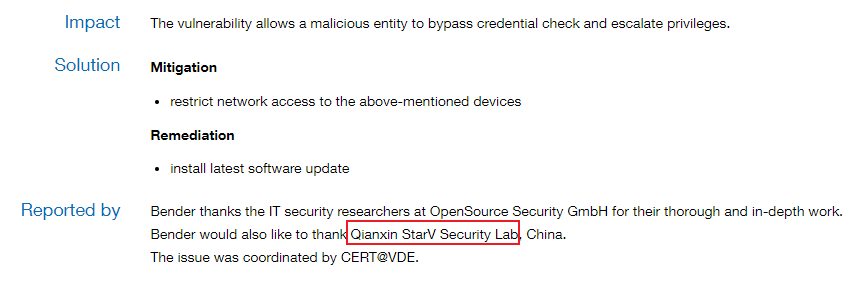 Impact The vulnerability allows a malicious entity to bypass credential check and escalate privileges.
Solution Mitigation
• restrict network access to the above-mentioned devices
Remediation
• install latest software update
Reported by Bender thanks the IT security researchers at OpenSource Security GmbH for their thorough and in-depth work.
Bender would also like to thank Qianxin StarV Security Lab, China.
The issue was coordinated by CERT@VDE.